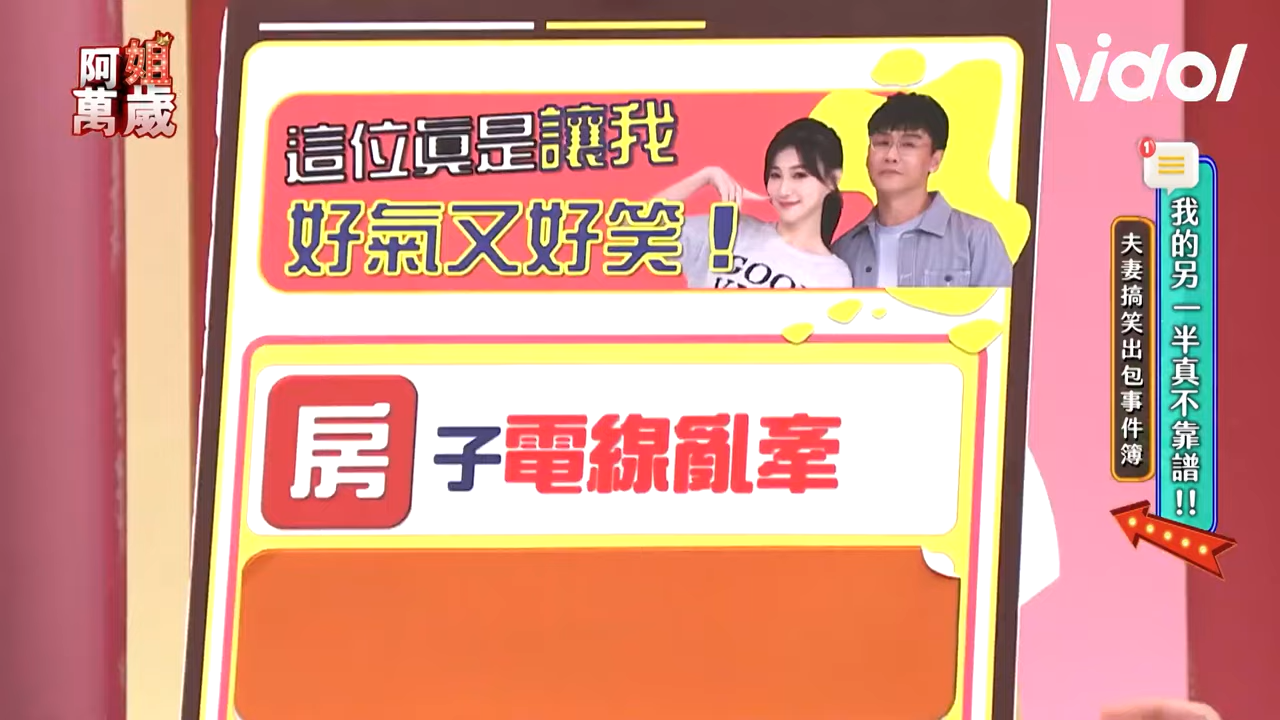 阿姐
萬歲
Vidol
這位真是讓我
好氣又好笑！
GOOD
房子電線亂牽
1
我的另一半真不靠譜!!
夫妻搞笑出包事件簿